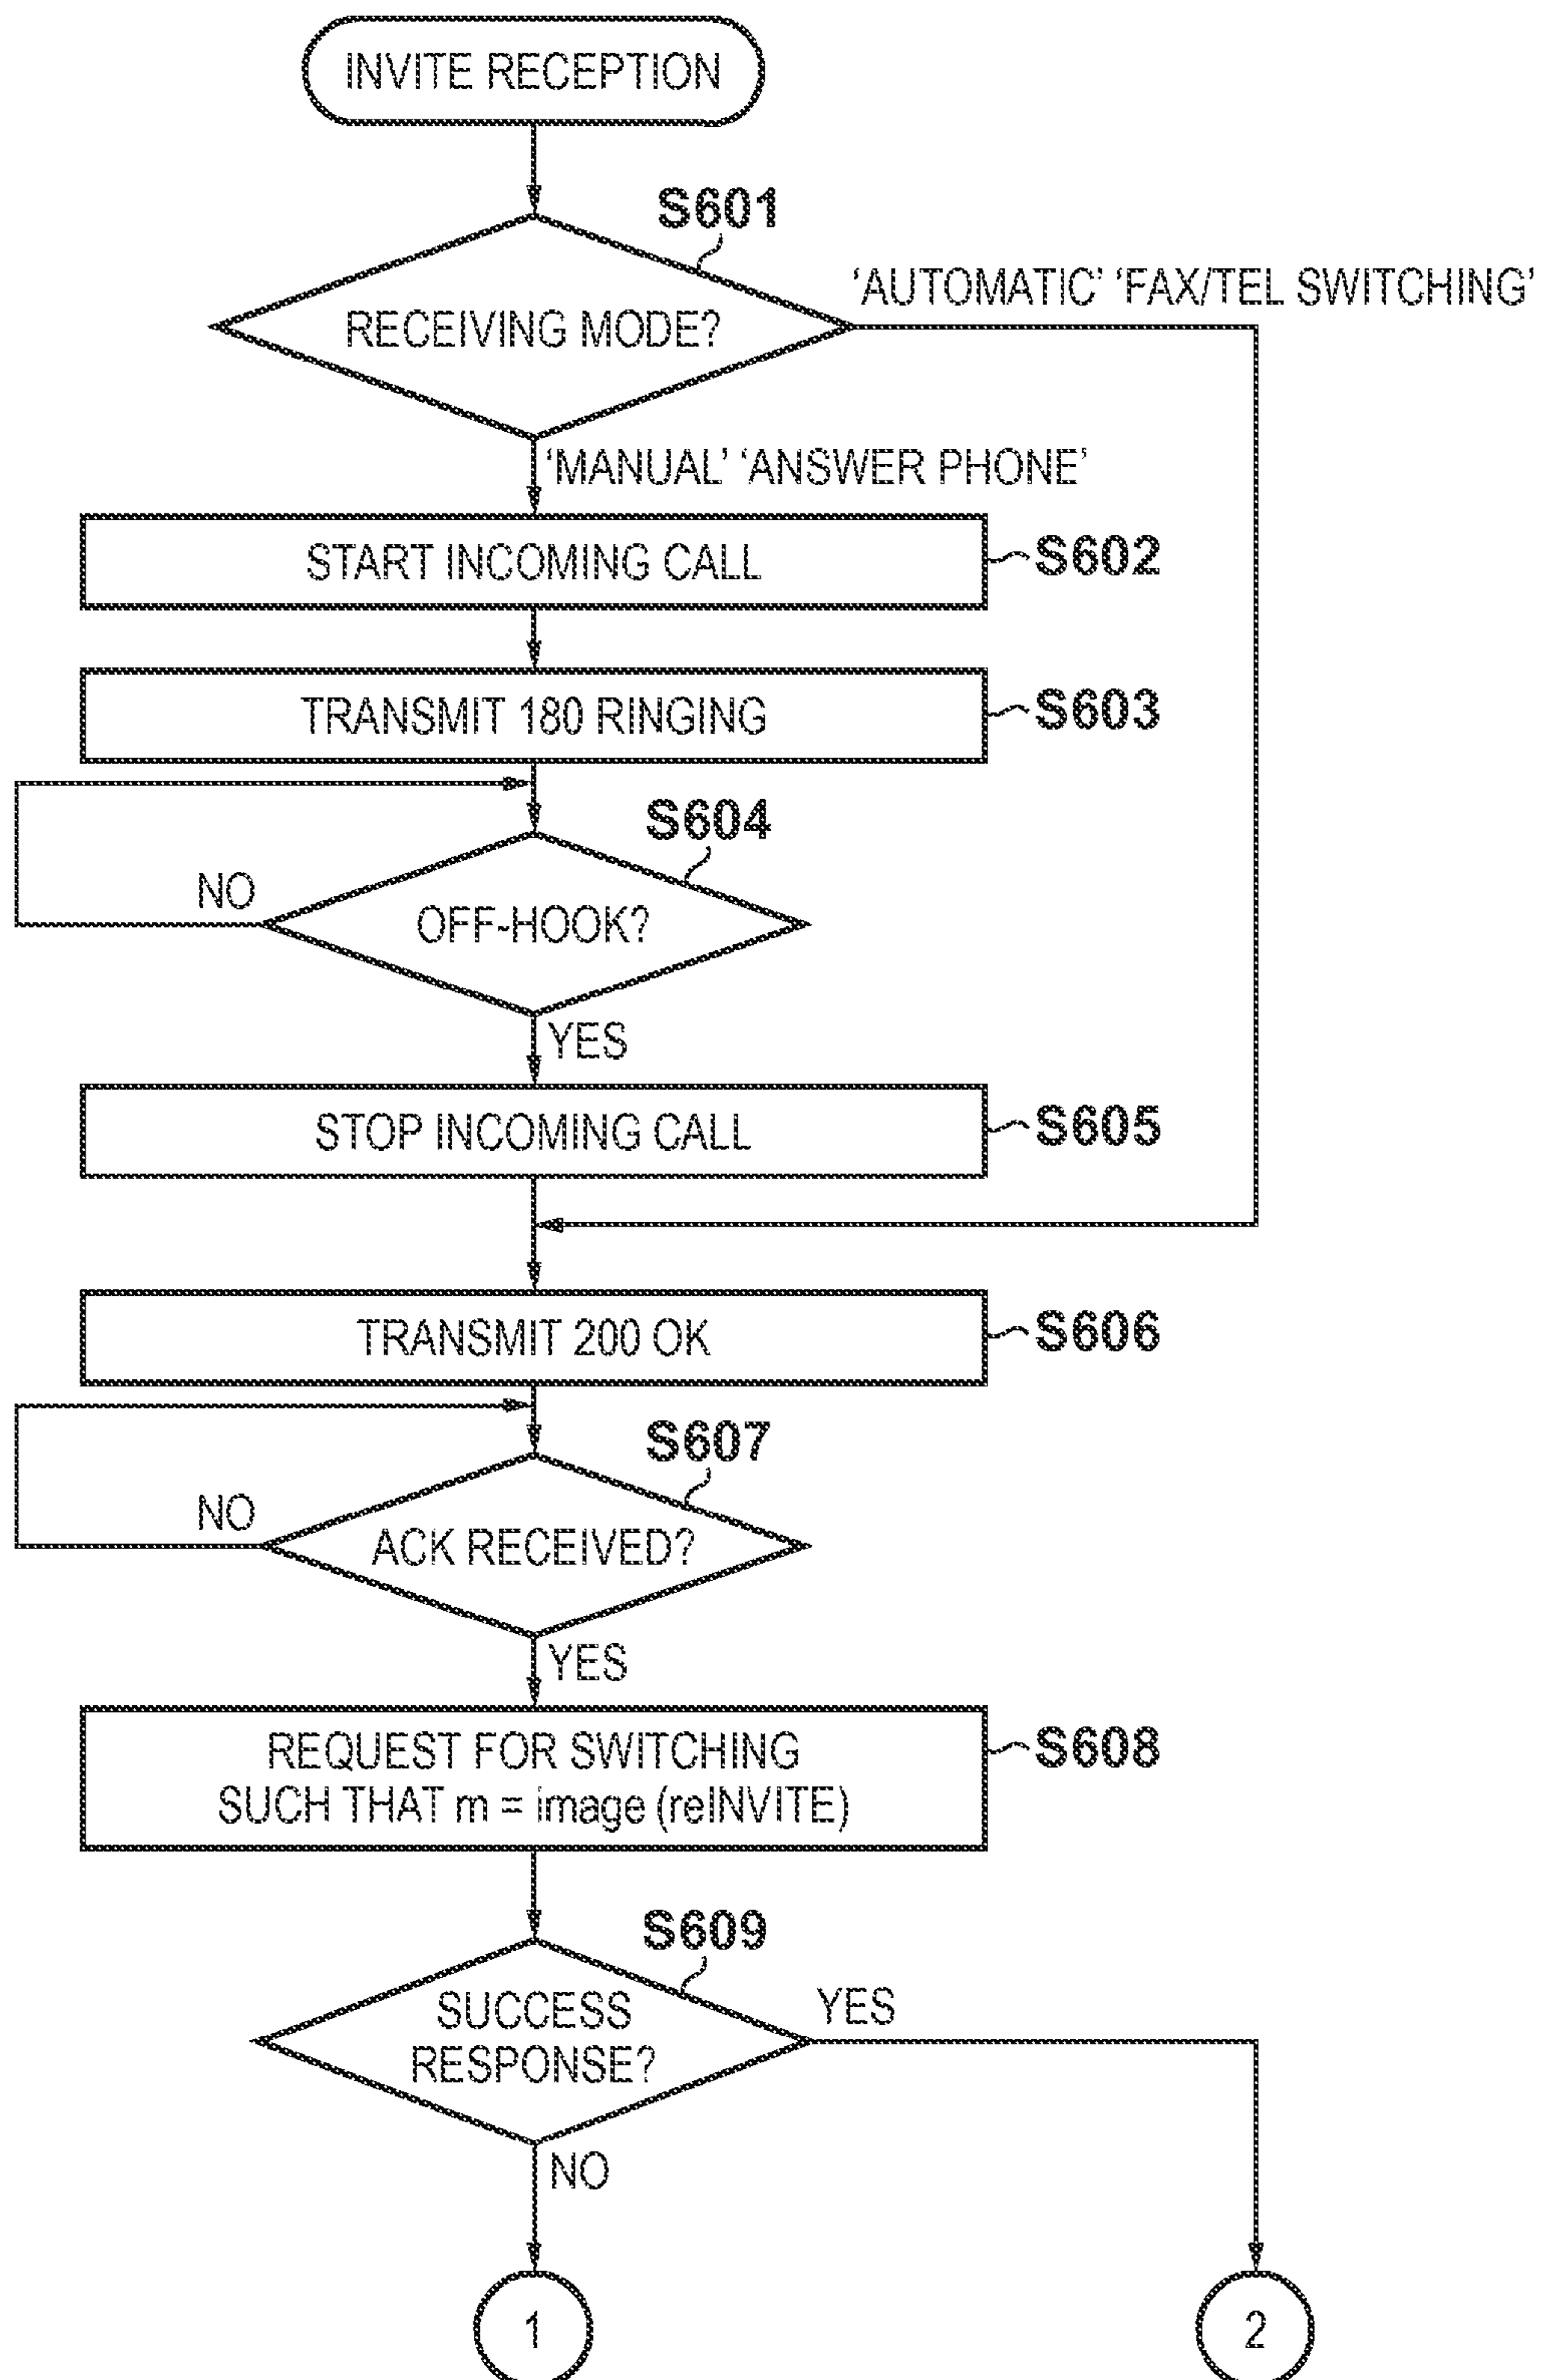 INVITE RECEPTION
S601
RECEIVING MODE?
'AUTOMATIC' 'FAX/TEL SWITCHING'
'MANUAL' 'ANSWER PHONE'
START INCOMING CALL
S602
TRANSMIT 180 RINGING
S603
S604
NO
OFF-HOOK?
YES
STOP INCOMING CALL
S605
TRANSMIT 200 OK
S606
S607
NO
ACK RECEIVED?
YES
REQUEST FOR SWITCHING
SUCH THAT m = image (reINVITE)
S608
S609
SUCCESS
RESPONSE?
YES
NO
1
2